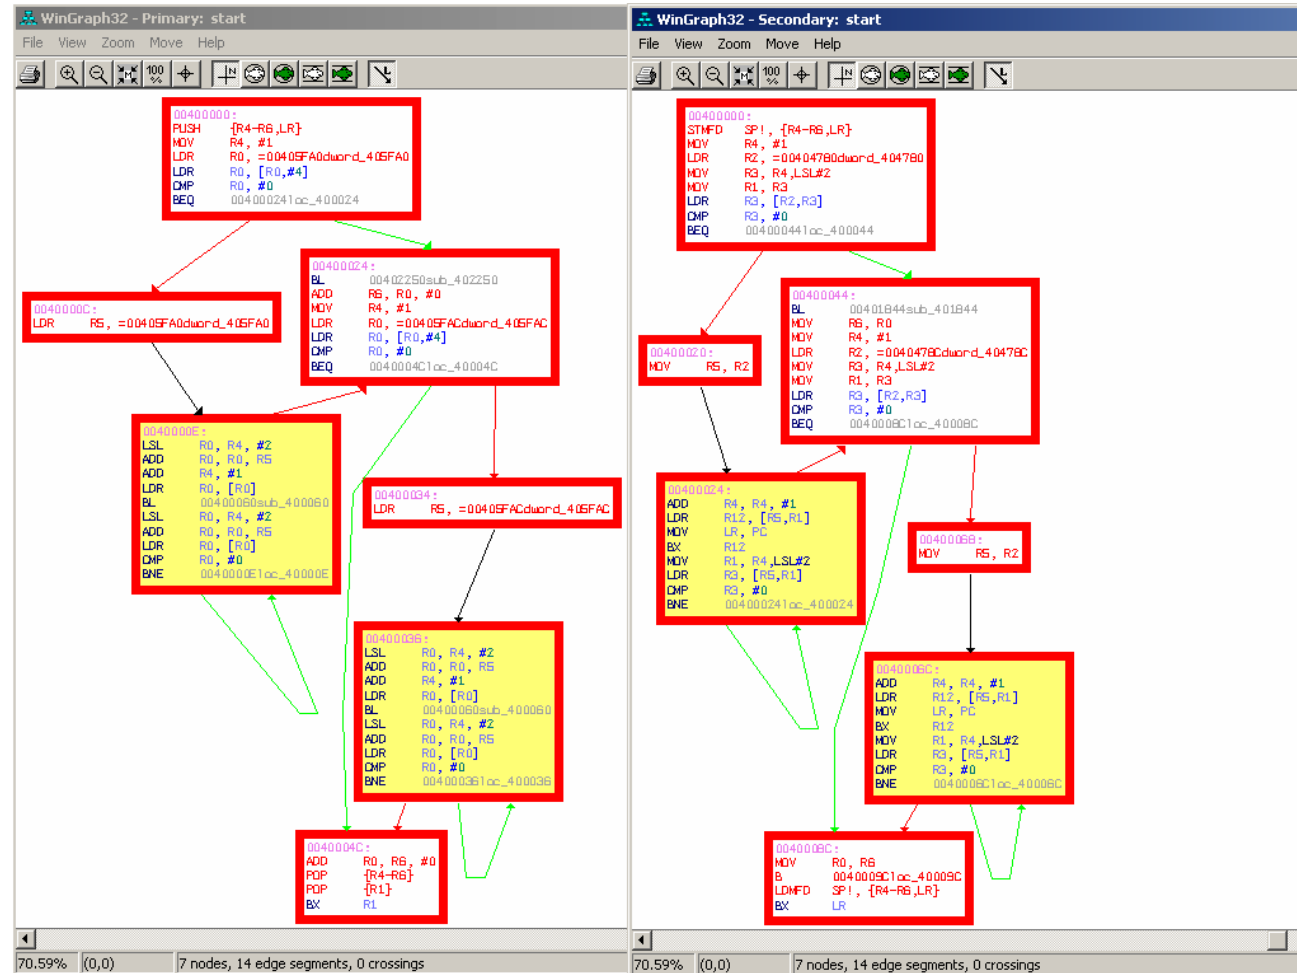 WinGraph32 - Primary: start
File View Zoom Move Help
100
%
N
00400000:
PUSH {R4-R6,LR}
MOV R4, #1
LDR R0, =00405FA0dword_405FA0
LDR R0, [R0,#4]
CMP R0, #0
BEQ 00400024loc_400024
00400024:
BL 00402250sub_402250
ADD R6, R0, #0
MOV R4, #1
LDR R0, =00405FACdword_405FAC
LDR R0, [R0,#4]
CMP R0, #0
BEQ 0040004Cloc_40004C
0040000C:
LDR R5, =00405FA0dword_405FA0
0040000E:
LSL R0, R4, #2
ADD R0, R0, R5
ADD R4, #1
LDR R0, [R0]
BL 00400060sub_400060
LSL R0, R4, #2
ADD R0, R0, R5
LDR R0, [R0]
CMP R0, #0
BNE 0040000Eloc_40000E
00400034:
LDR R5, =00405FACdword_405FAC
00400036:
LSL R0, R4, #2
ADD R0, R0, R5
ADD R4, #1
LDR R0, [R0]
BL 00400060sub_400060
LSL R0, R4, #2
ADD R0, R0, R5
LDR R0, [R0]
CMP R0, #0
BNE 00400036loc_400036
0040004C:
ADD R0, R6, #0
POP {R4-R6}
POP {R1}
BX R1
70.59% (0,0) 7 nodes, 14 edge segments, 0 crossings
WinGraph32 - Secondary: start
File View Zoom Move Help
100
%
N
00400000:
STMFD SP!, {R4-R6,LR}
MOV R4, #1
LDR R2, =00404780dword_404780
MOV R3, R4,LSL#2
MOV R1, R3
LDR R3, [R2,R3]
CMP R3, #0
BEQ 00400044loc_400044
00400044:
BL 00401844sub_401844
MOV R6, R0
MOV R4, #1
LDR R2, =0040478Cdword_40478C
MOV R3, R4,LSL#2
MOV R1, R3
LDR R3, [R2,R3]
CMP R3, #0
BEQ 0040008Cloc_40008C
00400020:
MOV R5, R2
00400024:
ADD R4, R4, #1
LDR R12, [R5,R1]
MOV LR, PC
BX R12
MOV R1, R4,LSL#2
LDR R3, [R5,R1]
CMP R3, #0
BNE 00400024loc_400024
00400068:
MOV R5, R2
0040006C:
ADD R4, R4, #1
LDR R12, [R5,R1]
MOV LR, PC
BX R12
MOV R1, R4,LSL#2
LDR R3, [R5,R1]
CMP R3, #0
BNE 0040006Cloc_40006C
0040008C:
MOV R0, R6
B 0040009Cloc_40009C
LDMFD SP!, {R4-R6,LR}
BX LR
70.59% (0,0) 7 nodes, 14 edge segments, 0 crossings